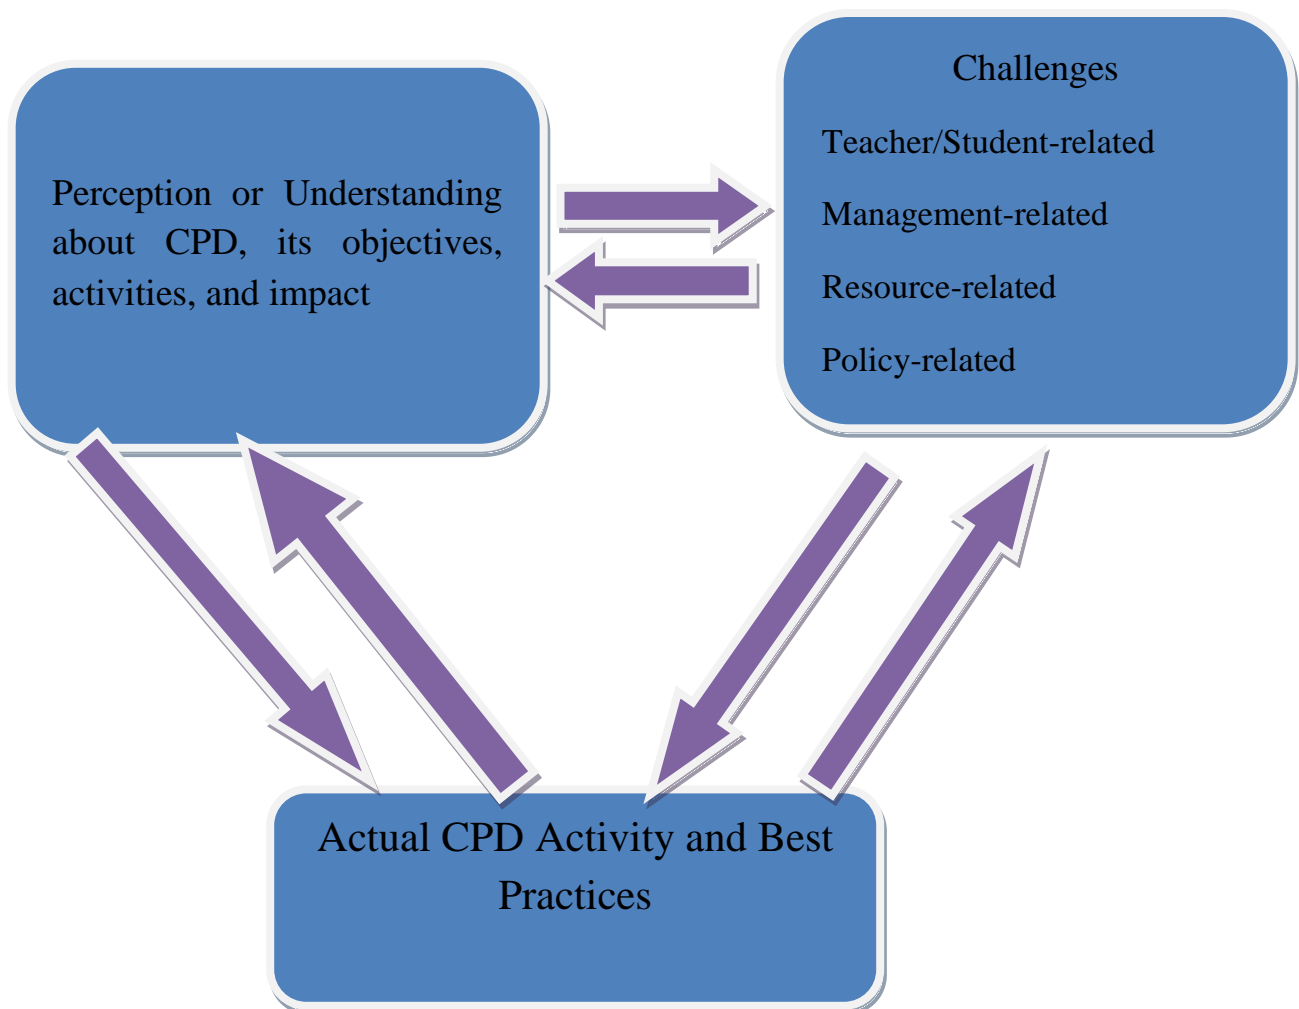 Perception or Understanding
about CPD, its objectives,
activities, and impact
Challenges
Teacher/Student-related
Management-related
Resource-related
Policy-related
Actual CPD Activity and Best
Practices